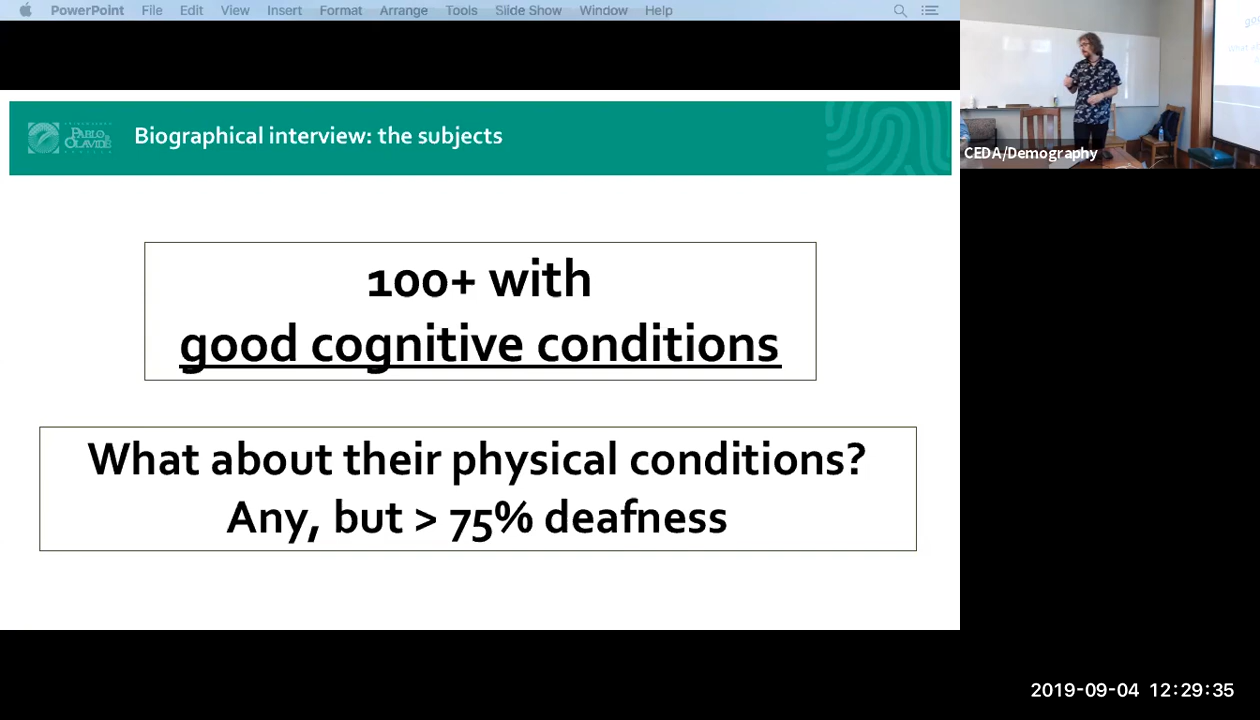 PowerPoint File Edit View Insert Format Arrange Tools Slide Show Window Help
PABLO
OLAVIDE
Biographical interview: the subjects
CEDA/Demography
100+ with
good cognitive conditions
What about their physical conditions?
Any, but > 75% deafness
2019-09-04 12:29:35